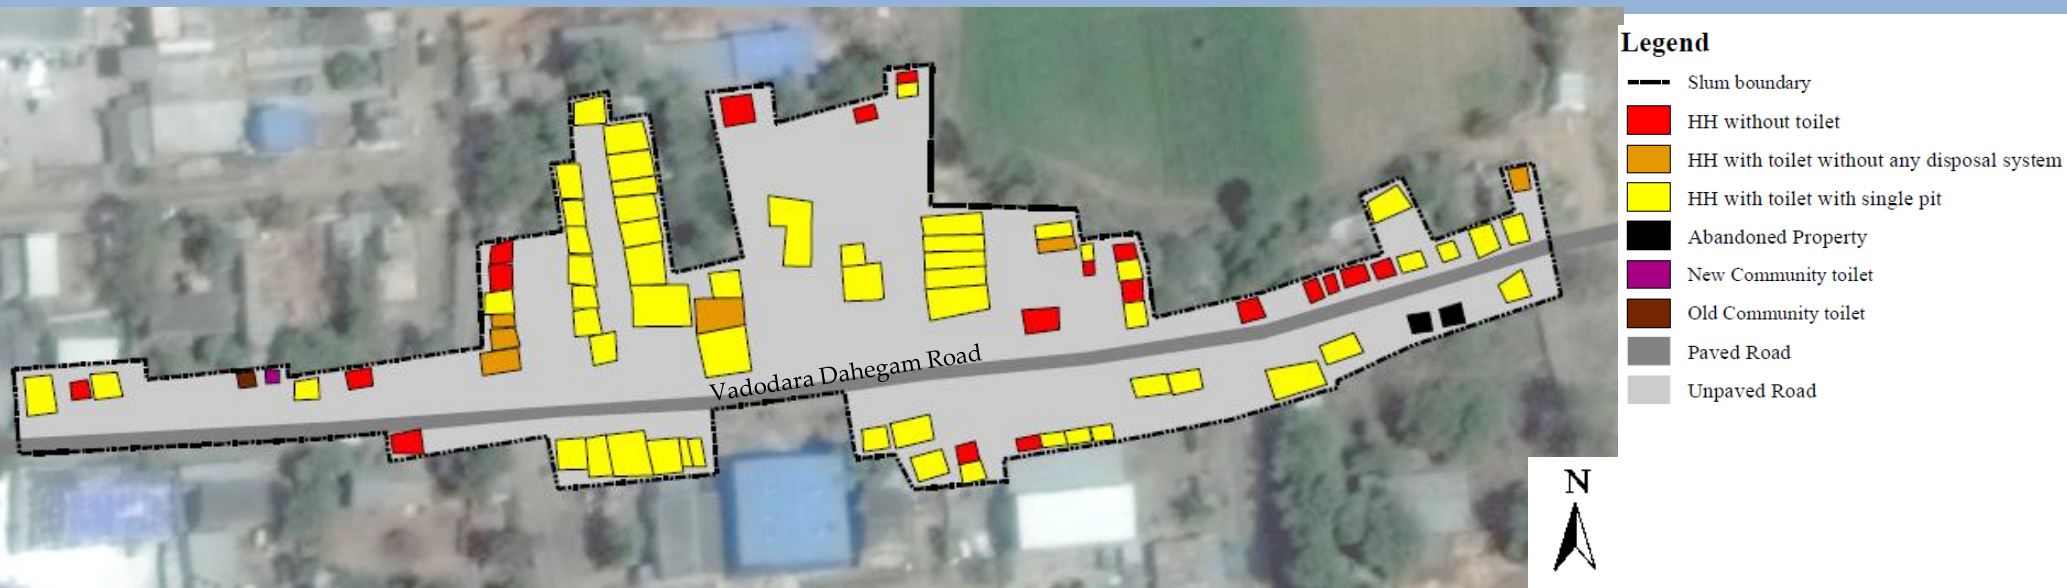 Legend
Slum boundary
HH without toilet
HH with toilet without any disposal system
HH with toilet with single pit
Abandoned Property
New Community toilet
Old Community toilet
Paved Road
Unpaved Road
Vadodara Dahegam Road
N